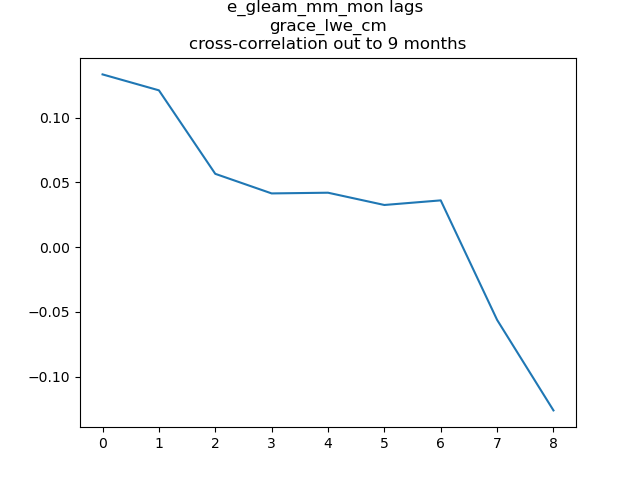 e_gleam_mm_mon lags
grace_lwe_cm
cross-correlation out to 9 months
0.10
0.05
0.00
−0.05
−0.10
0 1 2 3 4 5 6 7 8